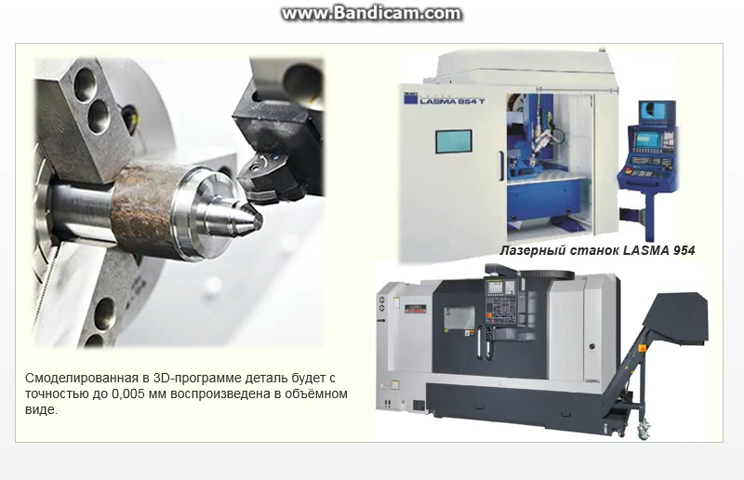 www.Bandicam.com
LASMA 854 T
Лазерный станок LASMA 954
Смоделированная в 3D-программе деталь будет с
точностью до 0,005 мм воспроизведена в объёмном
виде.